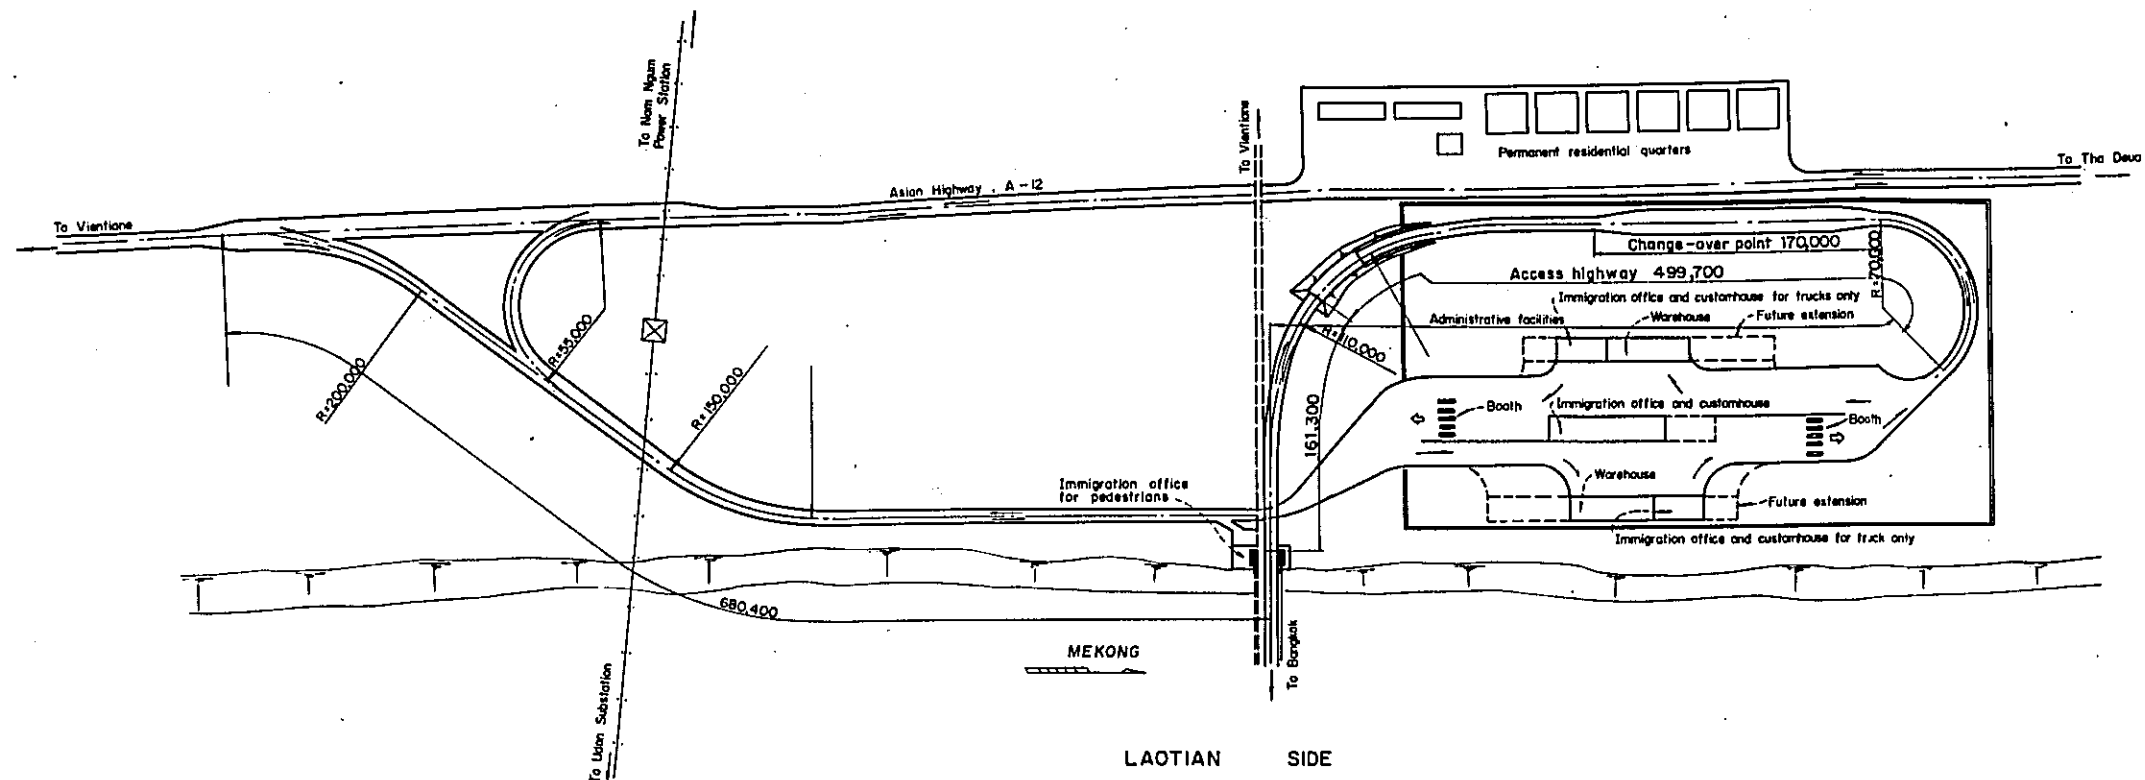 To Nam Ngum
Power Station
To Vientiane
Permanent residential quarters
To Tha Deua
Asian Highway . A-12
To Vientiane
Change-over point 170,000
R=70,000
Access highway 499,700
Immigration office and customhouse for trucks only
Administrative facilities
Warehouse
Future extension
R=55,000
R=110,000
R=200,000
R=150,000
161,300
Booth
Immigration office and customhouse
Booth
Immigration office
for pedestrians
Warehouse
Future extension
Immigration office and customhouse for truck only
680,400
MEKONG
To Bangkok
To Udon Substation
LAOTIAN SIDE